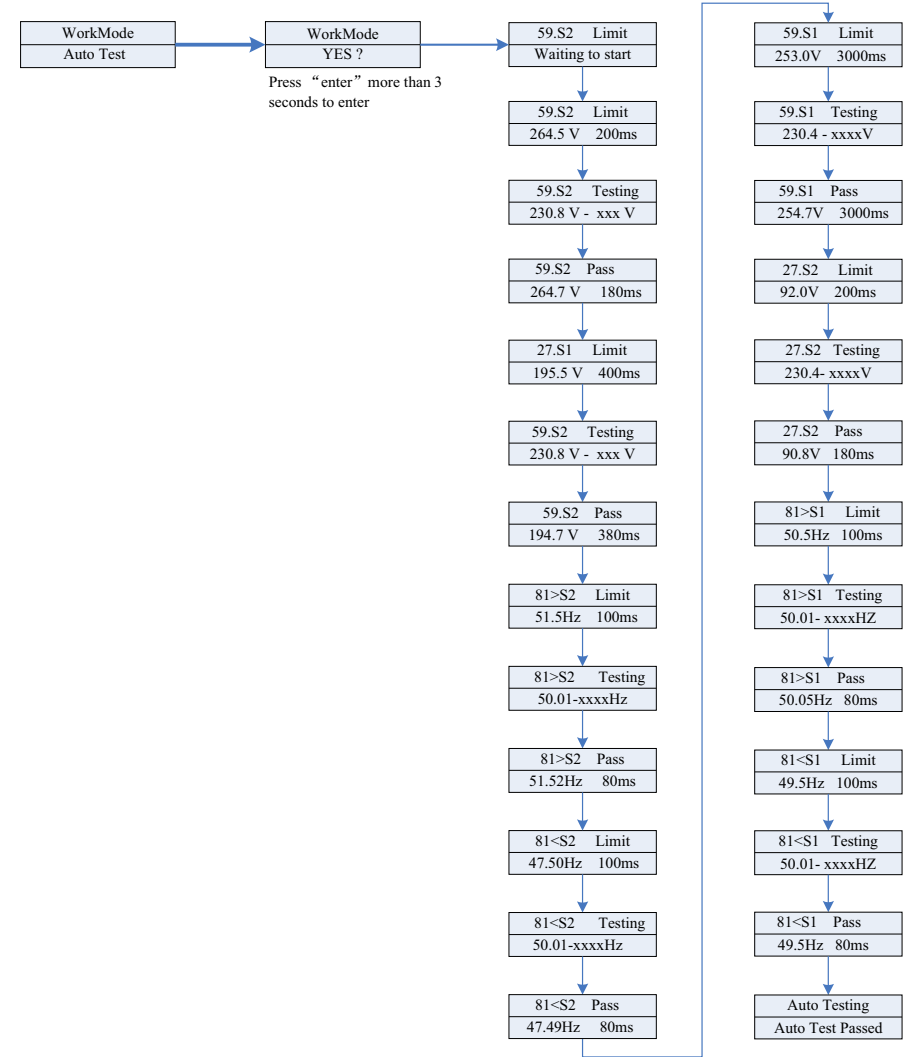 WorkMode
Auto Test
WorkMode
YES ?
Press “enter” more than 3
seconds to enter
59.S2 Limit
Waiting to start
59.S2 Limit
264.5 V 200ms
59.S2 Testing
230.8 V - xxx V
59.S2 Pass
264.7 V 180ms
27.S1 Limit
195.5 V 400ms
59.S2 Testing
230.8 V - xxx V
59.S2 Pass
194.7 V 380ms
81>S2 Limit
51.5Hz 100ms
81>S2 Testing
50.01-xxxxHz
81>S2 Pass
51.52Hz 80ms
81<S2 Limit
47.50Hz 100ms
81<S2 Testing
50.01-xxxxHz
81<S2 Pass
47.49Hz 80ms
59.S1 Limit
253.0V 3000ms
59.S1 Testing
230.4 - xxxxV
59.S1 Pass
254.7V 3000ms
27.S2 Limit
92.0V 200ms
27.S2 Testing
230.4- xxxxV
27.S2 Pass
90.8V 180ms
81>S1 Limit
50.5Hz 100ms
81>S1 Testing
50.01- xxxxHZ
81>S1 Pass
50.05Hz 80ms
81<S1 Limit
49.5Hz 100ms
81<S1 Testing
50.01- xxxxHZ
81<S1 Pass
49.5Hz 80ms
Auto Testing
Auto Test Passed